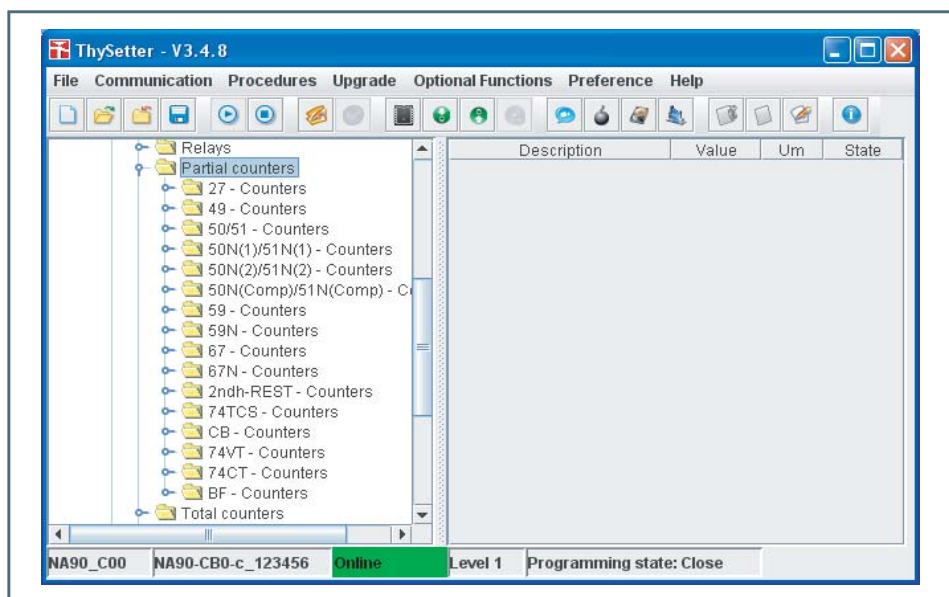 ThySetter - V3.4.8
File Communication Procedures Upgrade Optional Functions Preference Help
Relays
Partial counters
27 - Counters
49 - Counters
50/51 - Counters
50N(1)/51N(1) - Counters
50N(2)/51N(2) - Counters
50N(Comp)/51N(Comp) - Co
59 - Counters
59N - Counters
67 - Counters
67N - Counters
2ndh-REST - Counters
74TCS - Counters
CB - Counters
74VT - Counters
74CT - Counters
BF - Counters
Total counters
Description Value Um State
NA90_C00 NA90-CB0-c_123456 Online Level 1 Programming state: Close